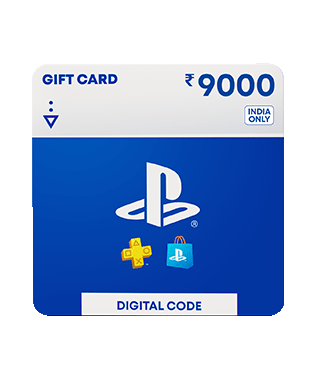 GIFT CARD
₹9000
INDIA
ONLY
®
DIGITAL CODE